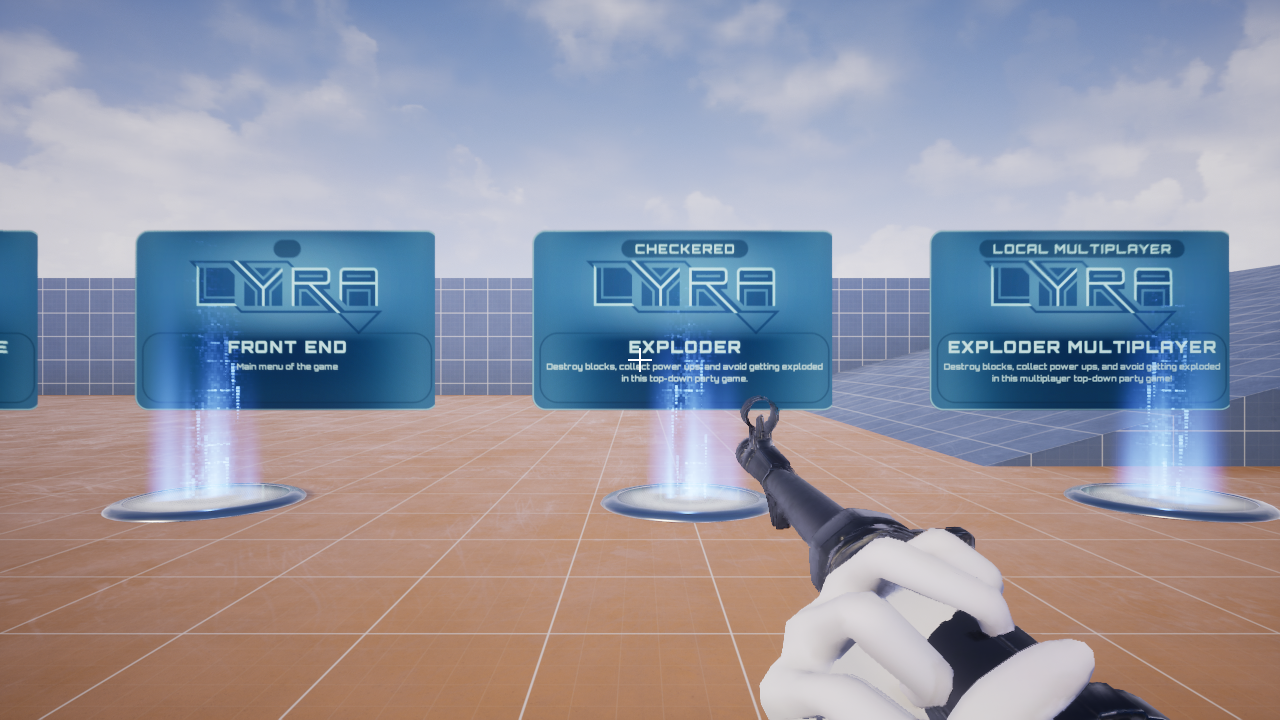 E
LYRA
FRONT END
Main menu of the game
CHECKERED
LYRA
EXPLODER
Destroy blocks, collect power ups, and avoid getting exploded
in this top-down party game.
LOCAL MULTIPLAYER
LYRA
EXPLODER MULTIPLAYER
Destroy blocks, collect power ups, and avoid getting exploded
in this multiplayer top-down party game!